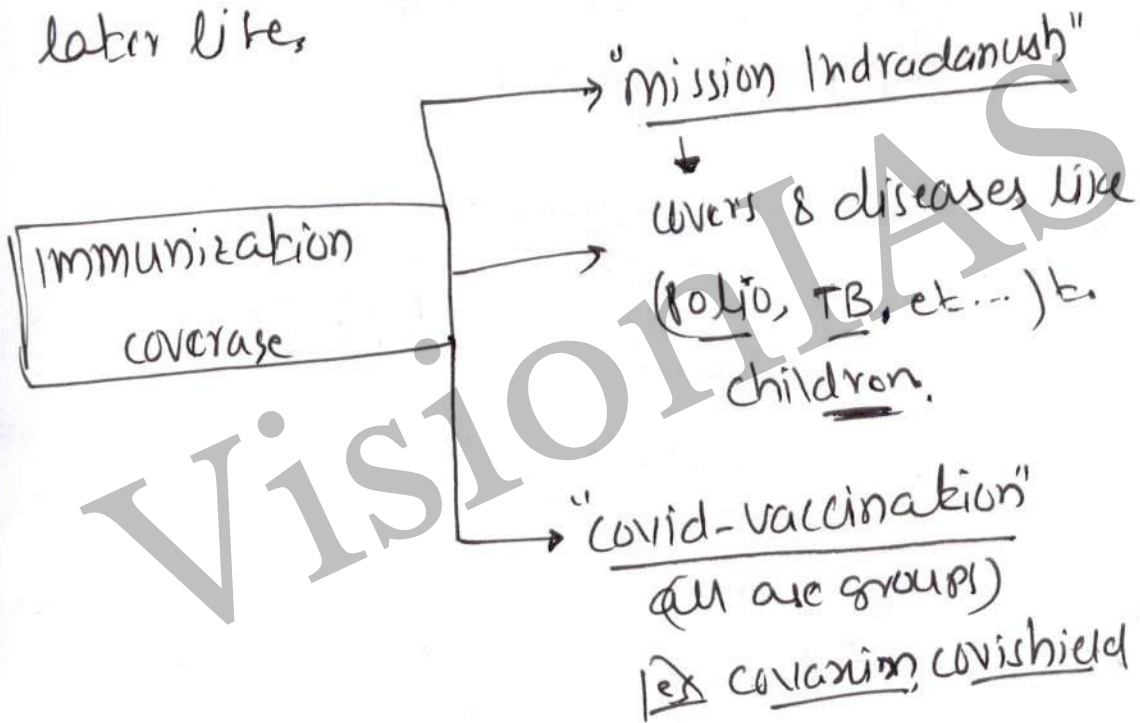 later life,
"Mission Indradanush"
covers 8 diseases like
(Polio, TB, etc...) to
children.
immunization
coverage
"covid-vaccination"
(all age groups)
ex covaxin, covishield
VisionIAS